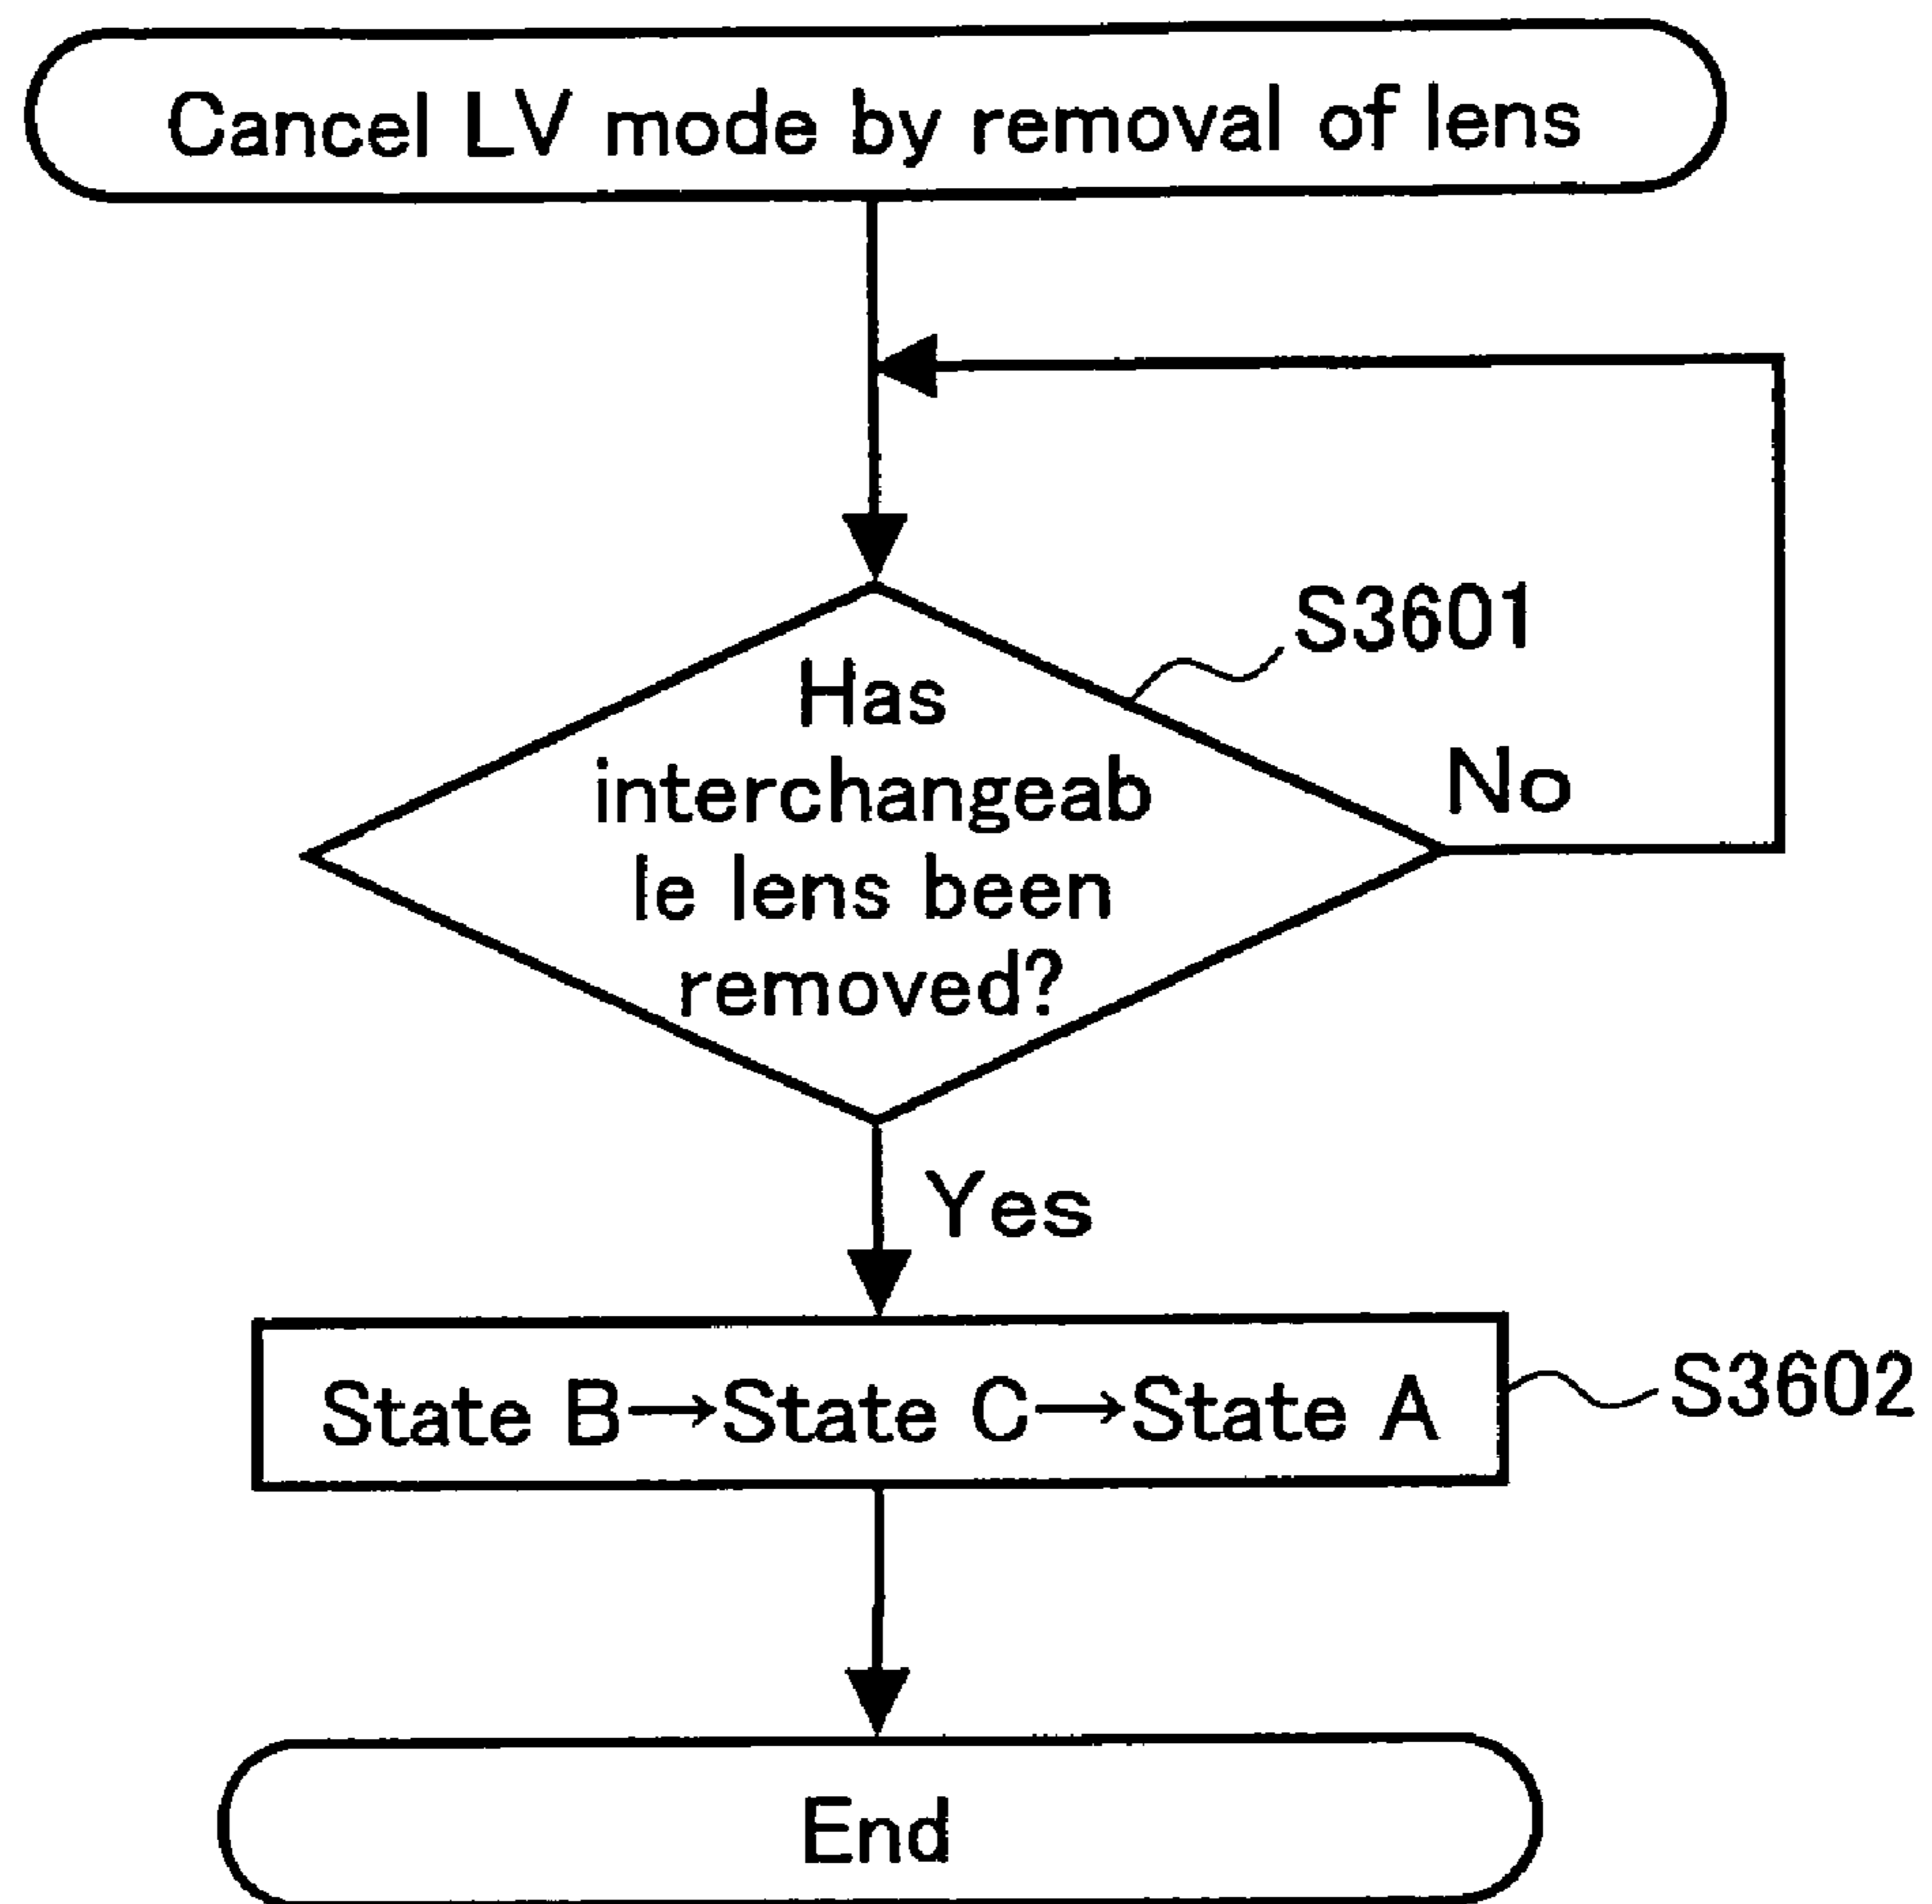 Cancel LV mode by removal of lens
S3601
Has
interchangeab
le lens been
removed?
No
Yes
State B→State C→State A
S3602
End